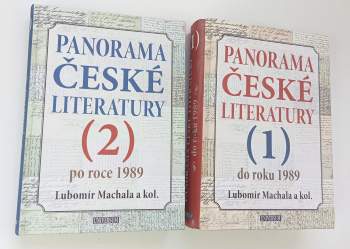 PANORAMA
ČESKÉ
LITERATURY
(2)
po roce 1989
Lubomír Machala a kol.
PANORAMA
ČESKÉ
LITERATURY
(1)
do roku 1989
Lubomír Machala a kol.